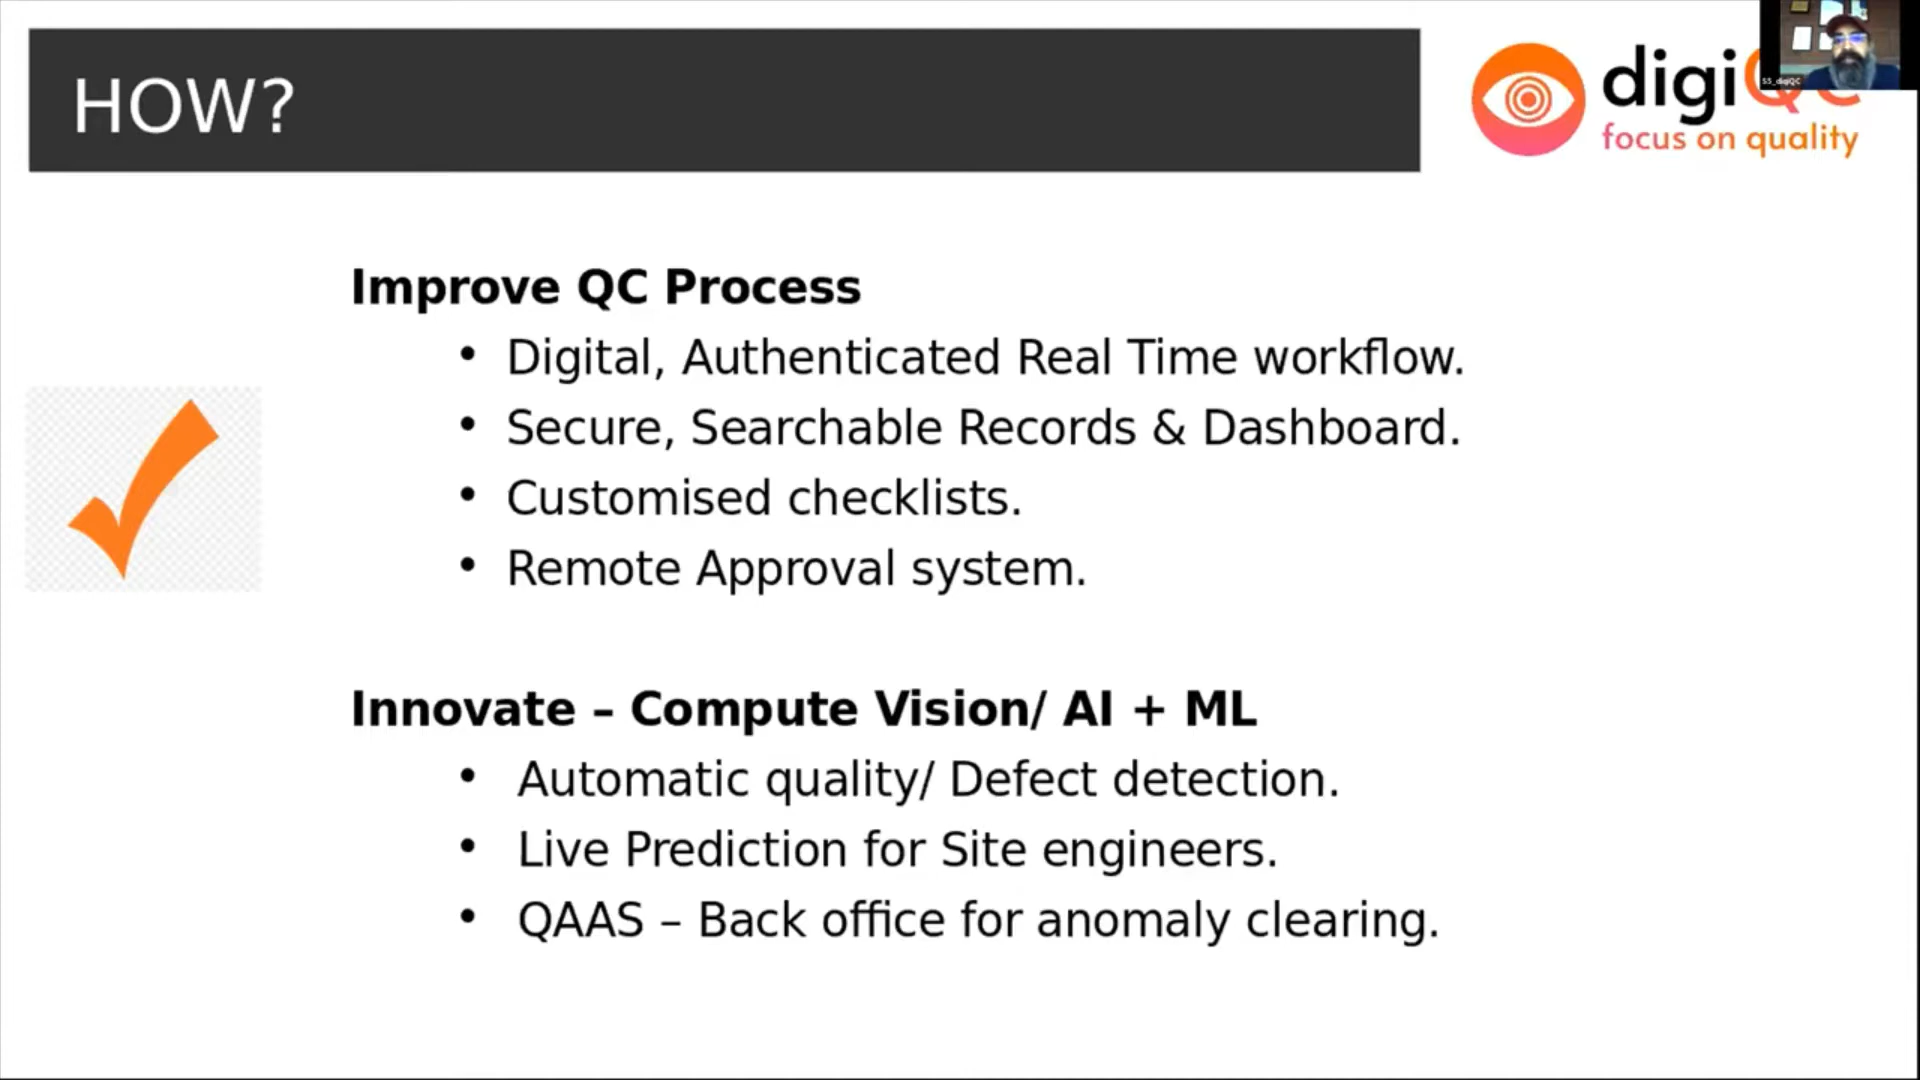 HOW?
digiQC
focus on quality
Improve QC Process
• Digital, Authenticated Real Time workflow.
• Secure, Searchable Records & Dashboard.
• Customised checklists.
• Remote Approval system.
Innovate – Compute Vision/ AI + ML
• Automatic quality/ Defect detection.
• Live Prediction for Site engineers.
• QAAS – Back office for anomaly clearing.